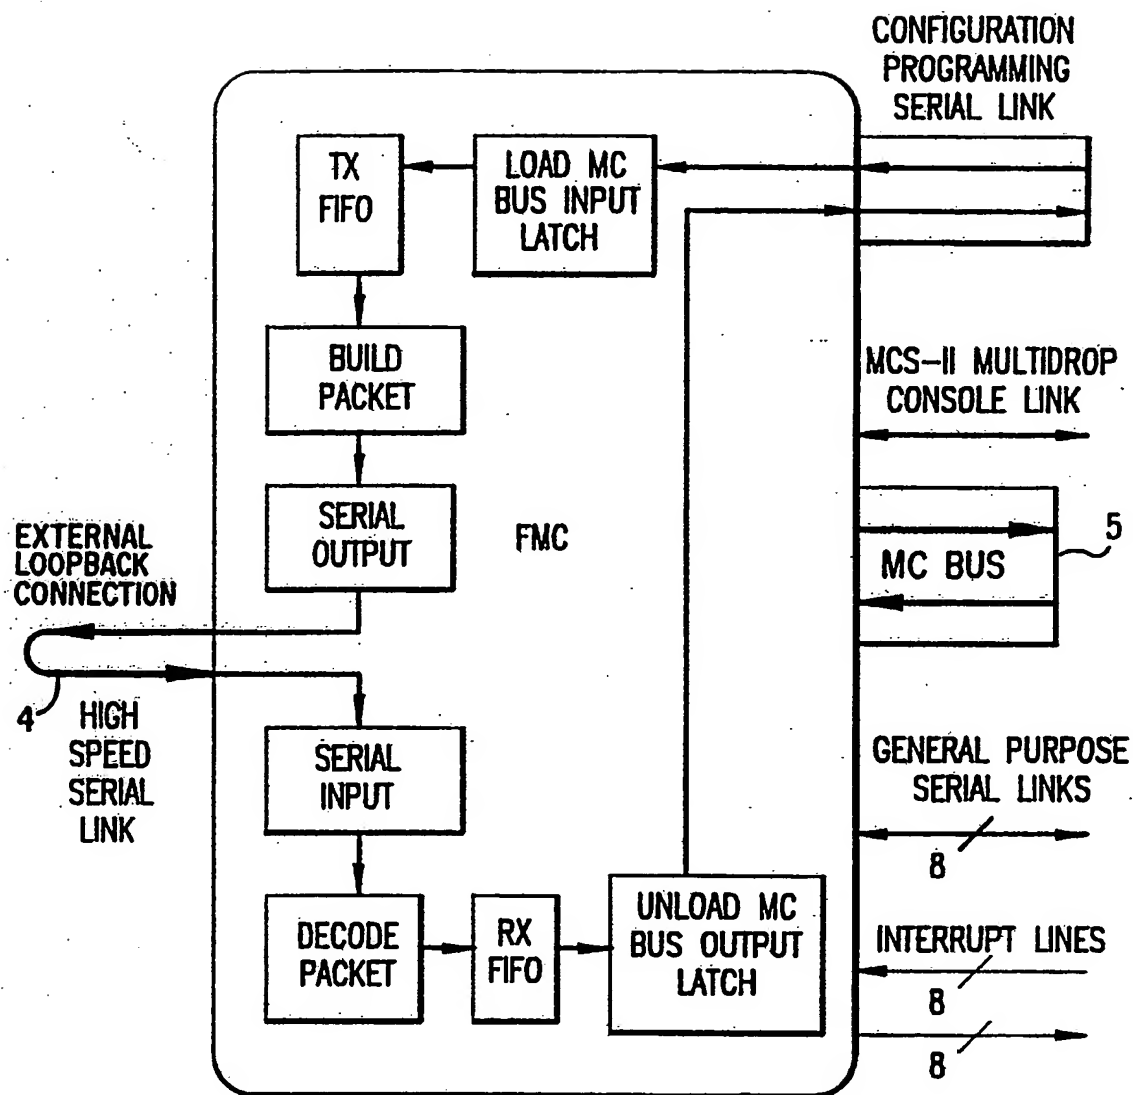 CONFIGURATION
PROGRAMMING
SERIAL LINK
TX
FIFO
LOAD MC
BUS INPUT
LATCH
BUILD
PACKET
MCS-II MULTIDROP
CONSOLE LINK
SERIAL
OUTPUT
FMC
MC BUS
5
EXTERNAL
LOOPBACK
CONNECTION
4
HIGH
SPEED
SERIAL
LINK
SERIAL
INPUT
GENERAL PURPOSE
SERIAL LINKS
8
DECODE
PACKET
RX
FIFO
UNLOAD MC
BUS OUTPUT
LATCH
INTERRUPT LINES
8
8